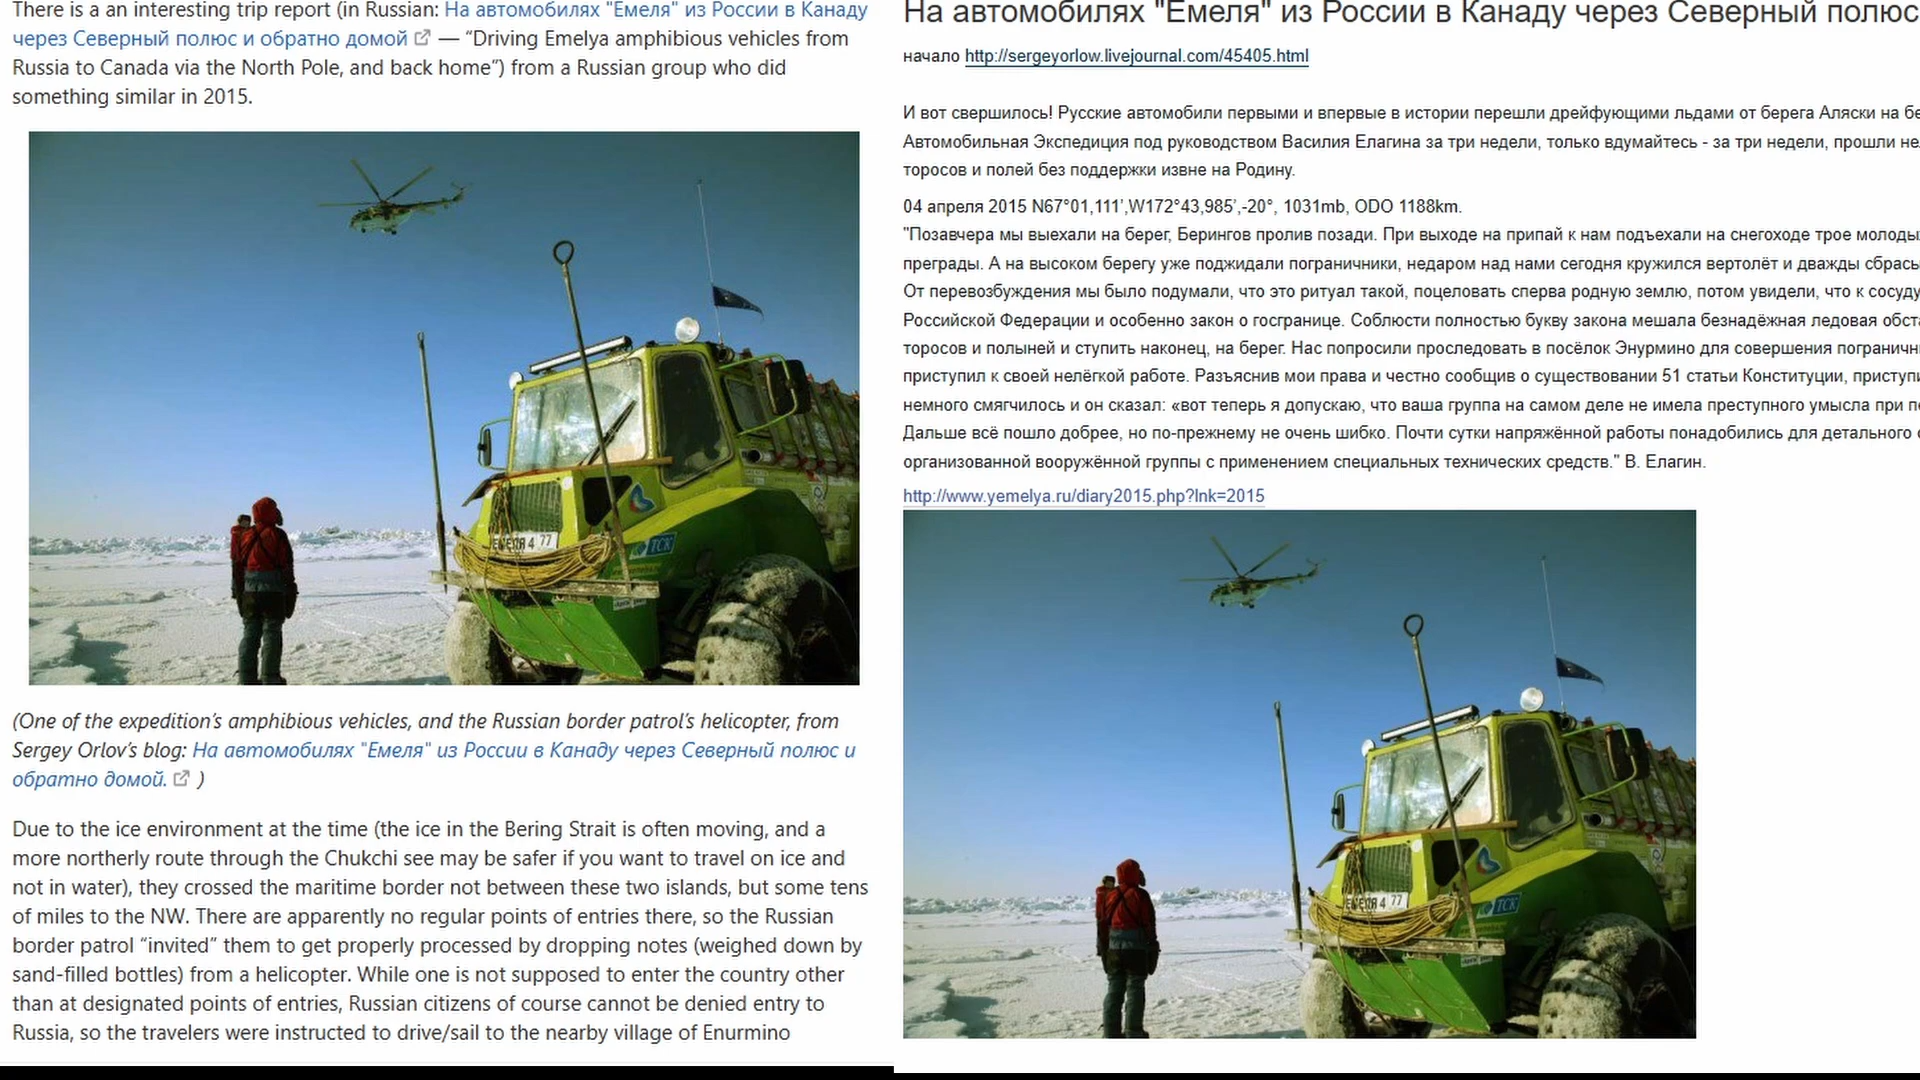 There is a an interesting trip report (in Russian: На автомобилях "Емеля" из России в Канаду
через Северный полюс и обратно домой — “Driving Emelya amphibious vehicles from
Russia to Canada via the North Pole, and back home”) from a Russian group who did
something similar in 2015.
ЕМЕЛЯ 4 77
ТСК
(One of the expedition's amphibious vehicles, and the Russian border patrol's helicopter, from
Sergey Orlov's blog: На автомобилях "Емеля" из России в Канаду через Северный полюс и
обратно домой. )
Due to the ice environment at the time (the ice in the Bering Strait is often moving, and a
more northerly route through the Chukchi see may be safer if you want to travel on ice and
not in water), they crossed the maritime border not between these two islands, but some tens
of miles to the NW. There are apparently no regular points of entries there, so the Russian
border patrol “invited” them to get properly processed by dropping notes (weighed down by
sand-filled bottles) from a helicopter. While one is not supposed to enter the country other
than at designated points of entries, Russian citizens of course cannot be denied entry to
Russia, so the travelers were instructed to drive/sail to the nearby village of Enurmino
На автомобилях "Емеля" из России в Канаду через Северный полюс
начало http://sergeyorlow.livejournal.com/45405.html
И вот свершилось! Русские автомобили первыми и впервые в истории перешли дрейфующими льдами от берега Аляски на бе
Автомобильная Экспедиция под руководством Василия Елагина за три недели, только вдумайтесь - за три недели, прошли не
торосов и полей без поддержки извне на Родину.
04 апреля 2015 N67°01,111',W172°43,985',-20°, 1031mb, ODO 1188km.
"Позавчера мы выехали на берег, Берингов пролив позади. При выходе на припай к нам подъехали на снегоходе трое молоды
преграды. А на высоком берегу уже поджидали пограничники, недаром над нами сегодня кружился вертолёт и дважды сбрасы
От перевозбуждения мы было подумали, что это ритуал такой, поцеловать сперва родную землю, потом увидели, что к сосуду
Российской Федерации и особенно закон о госгранице. Соблюсти полностью букву закона мешала безнадёжная ледовая обста
торосов и полыней и ступить наконец, на берег. Нас попросили проследовать в посёлок Энурмино для совершения погранич
приступил к своей нелёгкой работе. Разъяснив мои права и честно сообщив о существовании 51 статьи Конституции, приступи
немного смягчилось и он сказал: «вот теперь я допускаю, что ваша группа на самом деле не имела преступного умысла при пе
Дальше всё пошло добрее, но по-прежнему не очень шибко. Почти сутки напряжённой работы понадобились для детального
организованной вооружённой группы с применением специальных технических средств." В. Елагин.
http://www.yemelya.ru/diary2015.php?lnk=2015
ЕМЕЛЯ 4 77
ТСК